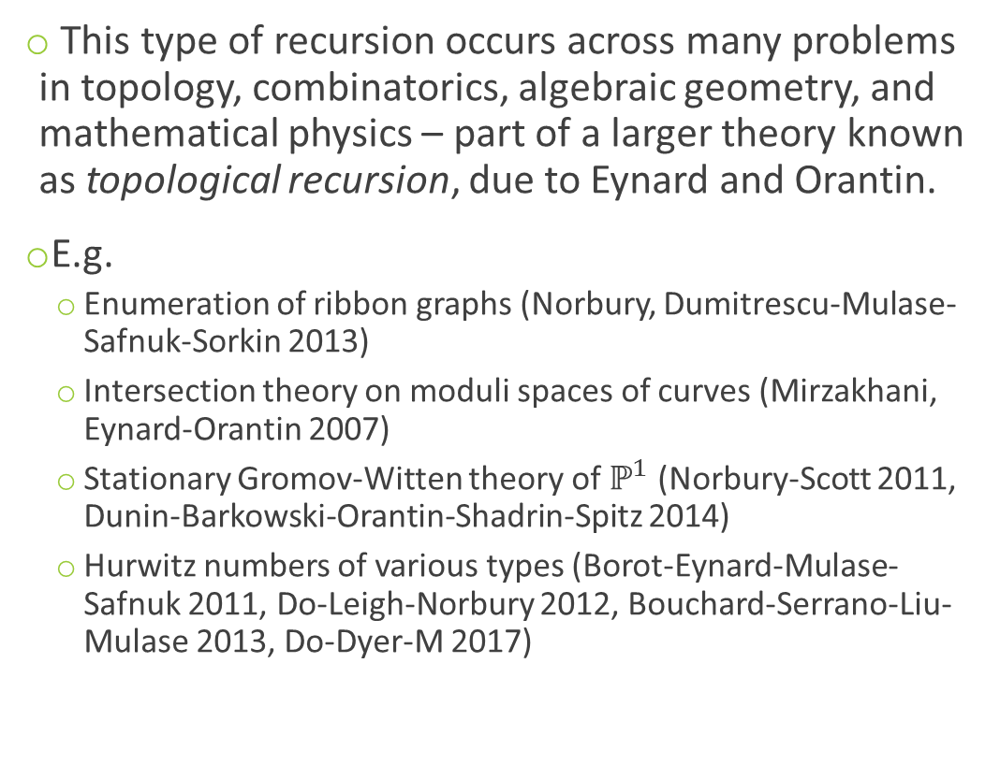 ○ This type of recursion occurs across many problems
in topology, combinatorics, algebraic geometry, and
mathematical physics – part of a larger theory known
as topological recursion, due to Eynard and Orantin.
○ E.g.
○ Enumeration of ribbon graphs (Norbury, Dumitrescu-Mulase-
Safnuk-Sorkin 2013)
○ Intersection theory on moduli spaces of curves (Mirzakhani,
Eynard-Orantin 2007)
○ Stationary Gromov-Witten theory of ℙ¹ (Norbury-Scott 2011,
Dunin-Barkowski-Orantin-Shadrin-Spitz 2014)
○ Hurwitz numbers of various types (Borot-Eynard-Mulase-
Safnuk 2011, Do-Leigh-Norbury 2012, Bouchard-Serrano-Liu-
Mulase 2013, Do-Dyer-M 2017)